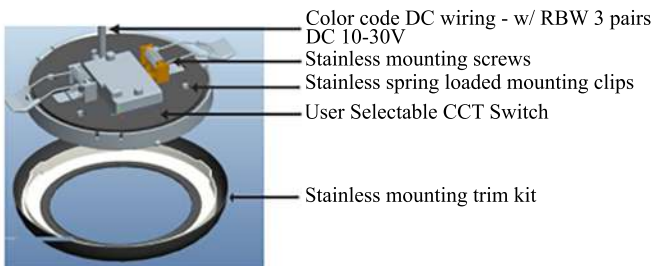 Color code DC wiring - w/ RBW 3 pairs
DC 10-30V
Stainless mounting screws
Stainless spring loaded mounting clips
User Selectable CCT Switch
Stainless mounting trim kit